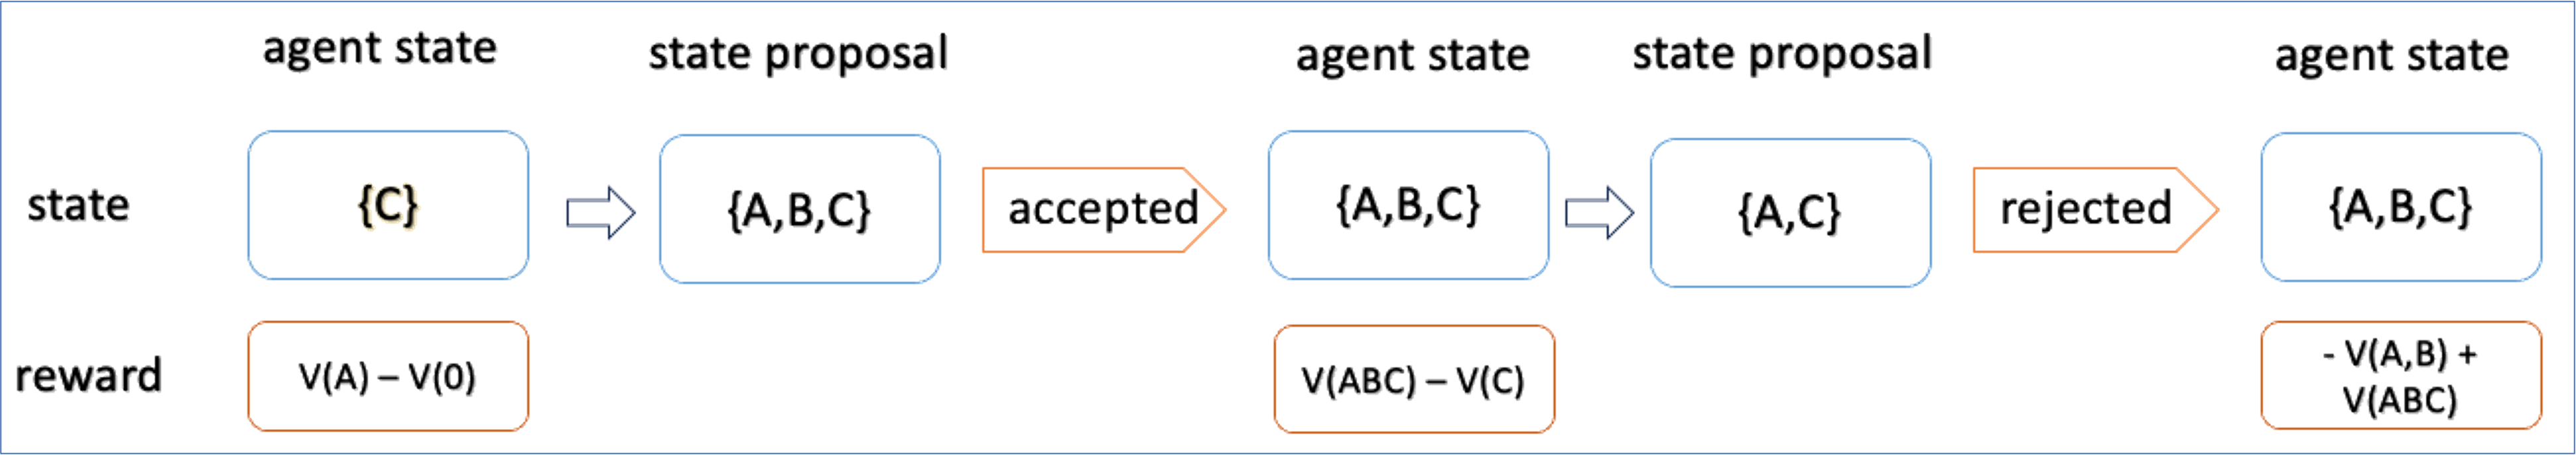 agent state
state proposal
agent state
state proposal
agent state
state
{C}
{A,B,C}
accepted
{A,B,C}
{A,C}
rejected
{A,B,C}
reward
V(A) – V(0)
V(ABC) – V(C)
- V(A,B) +
V(ABC)